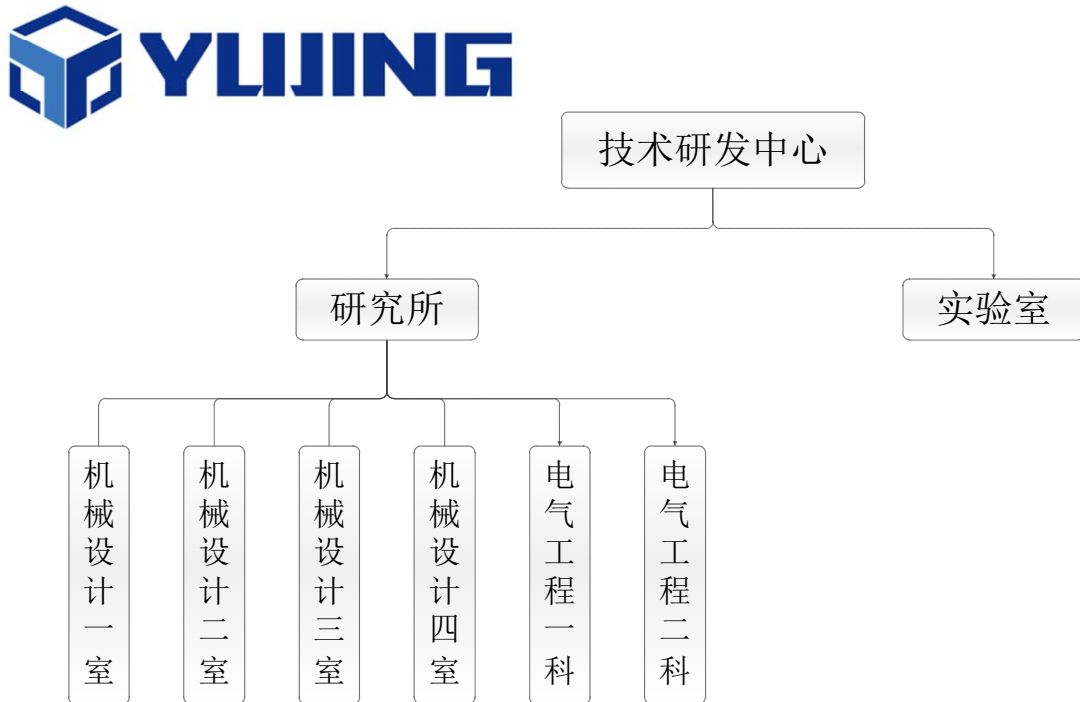 YUJING
技术研发中心
研究所
实验室
机械设计一室
机械设计二室
机械设计三室
机械设计四室
电气工程一科
电气工程二科